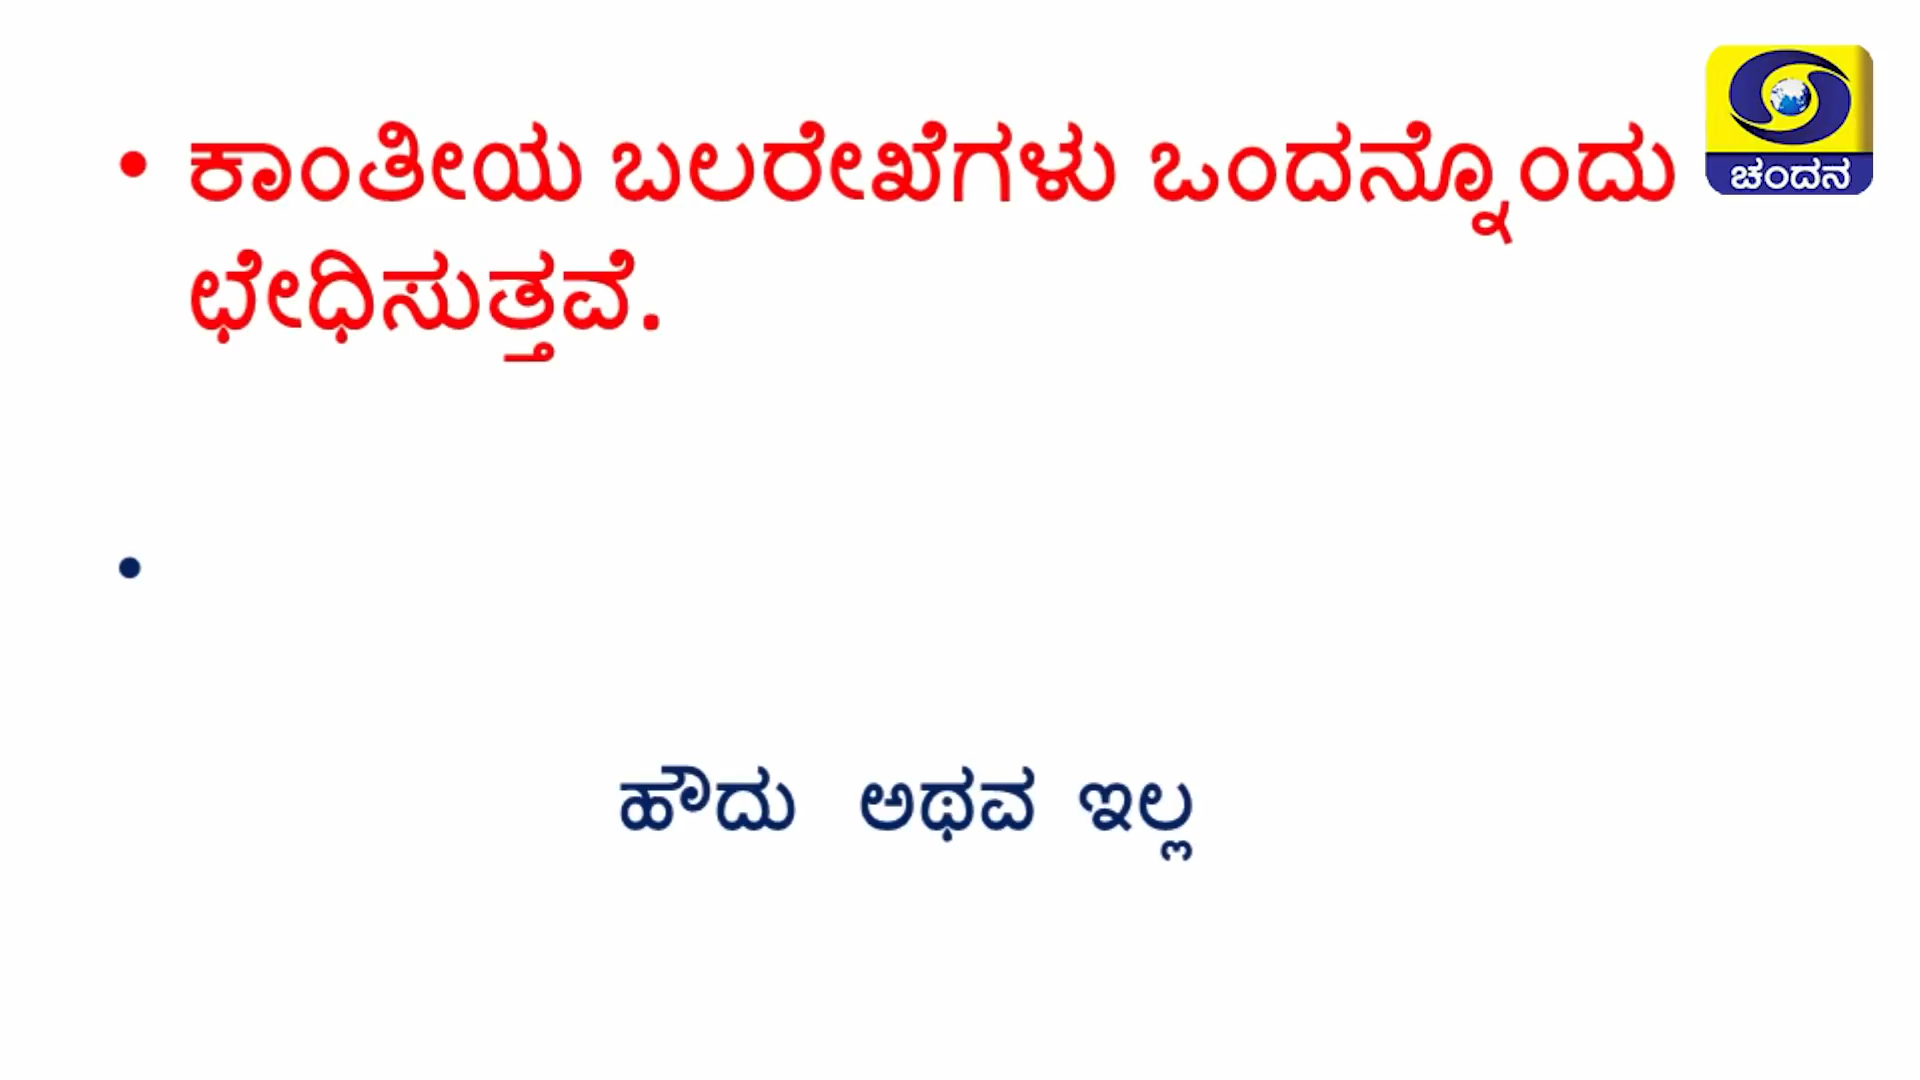 • ಕಾಂತೀಯ ಬಲರೇಖೆಗಳು ಒಂದನ್ನೊಂದು
ಛೇಧಿಸುತ್ತವೆ.
•
ಹೌದು ಅಥವ ಇಲ್ಲ
ಚಂದನ